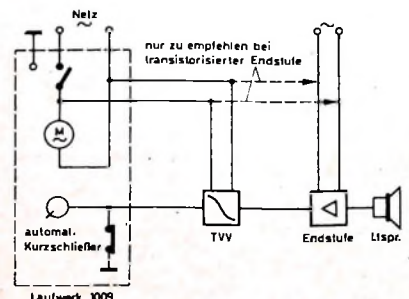 Netz
nur zu empfehlen bei
transistorisierter Endstufe
M
automat.
Kurzschließer
TVV
Endstufe
Ltspr.
Laufwerk 1009